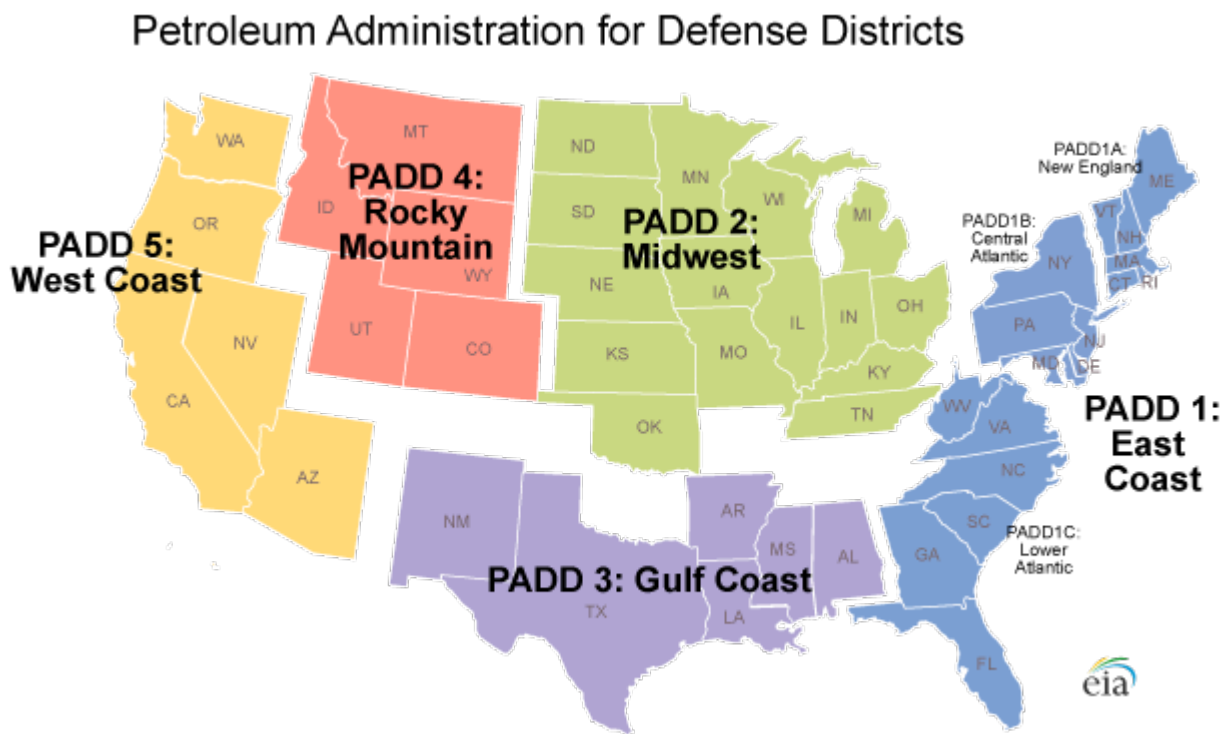 Petroleum Administration for Defense Districts
WA
MT
ND
MN
PADD1A:
New England
ME
PADD 4:
Rocky
Mountain
ID
WY
OR
PADD 5:
West Coast
SD
WI
MI
PADD 2:
Midwest
PADD1B:
Central
Atlantic
VT
NH
MA
CT
RI
NY
NE
IA
NV
UT
CO
KS
MO
IL
IN
OH
PA
NJ
MD
DE
CA
KY
WV
VA
PADD 1:
East
Coast
OK
TN
AZ
NC
NM
AR
SC
PADD1C:
Lower
Atlantic
MS
AL
GA
PADD 3: Gulf Coast
TX
LA
FL
eia